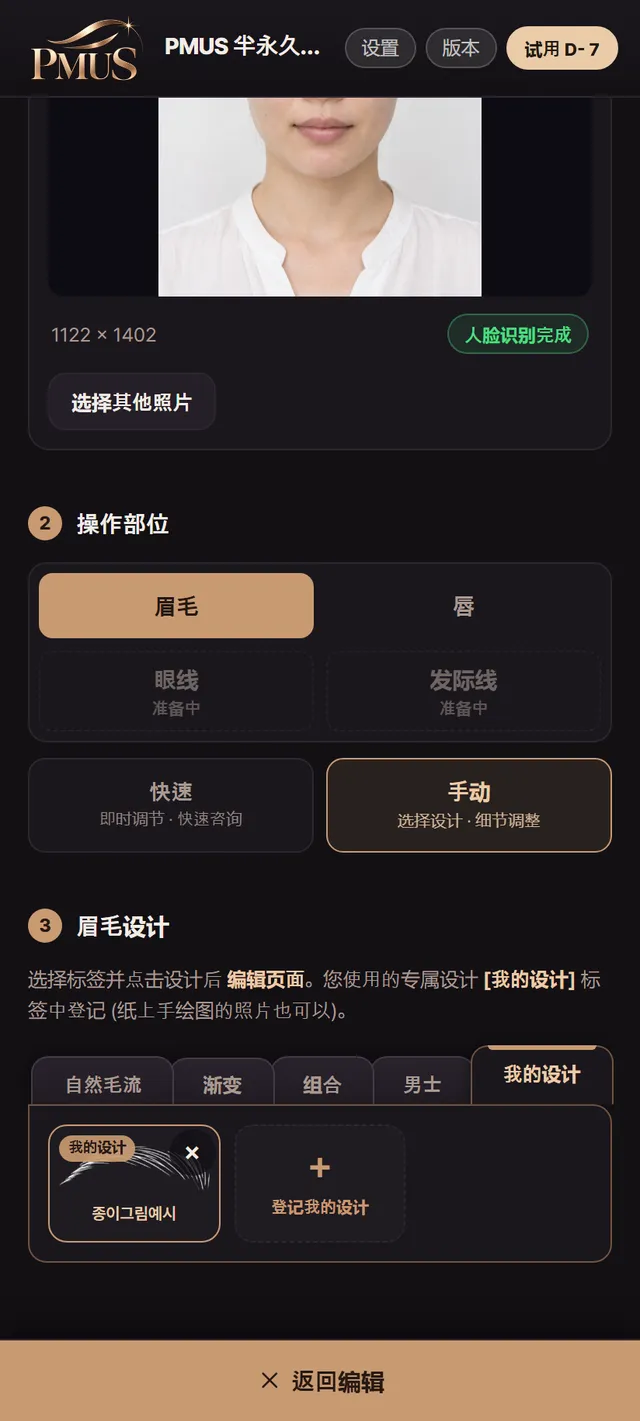 PMUS
PMUS 半永久...
设置
版本
试用 D-7
1122 × 1402
人脸识别完成
选择其他照片
2 操作部位
眉毛
唇
眼线
准备中
发际线
准备中
快速
即时调节 · 快速咨询
手动
选择设计 · 细节调整
3 眉毛设计
选择标签并点击设计后 编辑页面。您使用的专属设计 [我的设计] 标
签中登记 (纸上手绘图的照片也可以)。
自然毛流
渐变
组合
男士
我的设计
我的设计
×
종이그림예시
+
登记我的设计
× 返回编辑